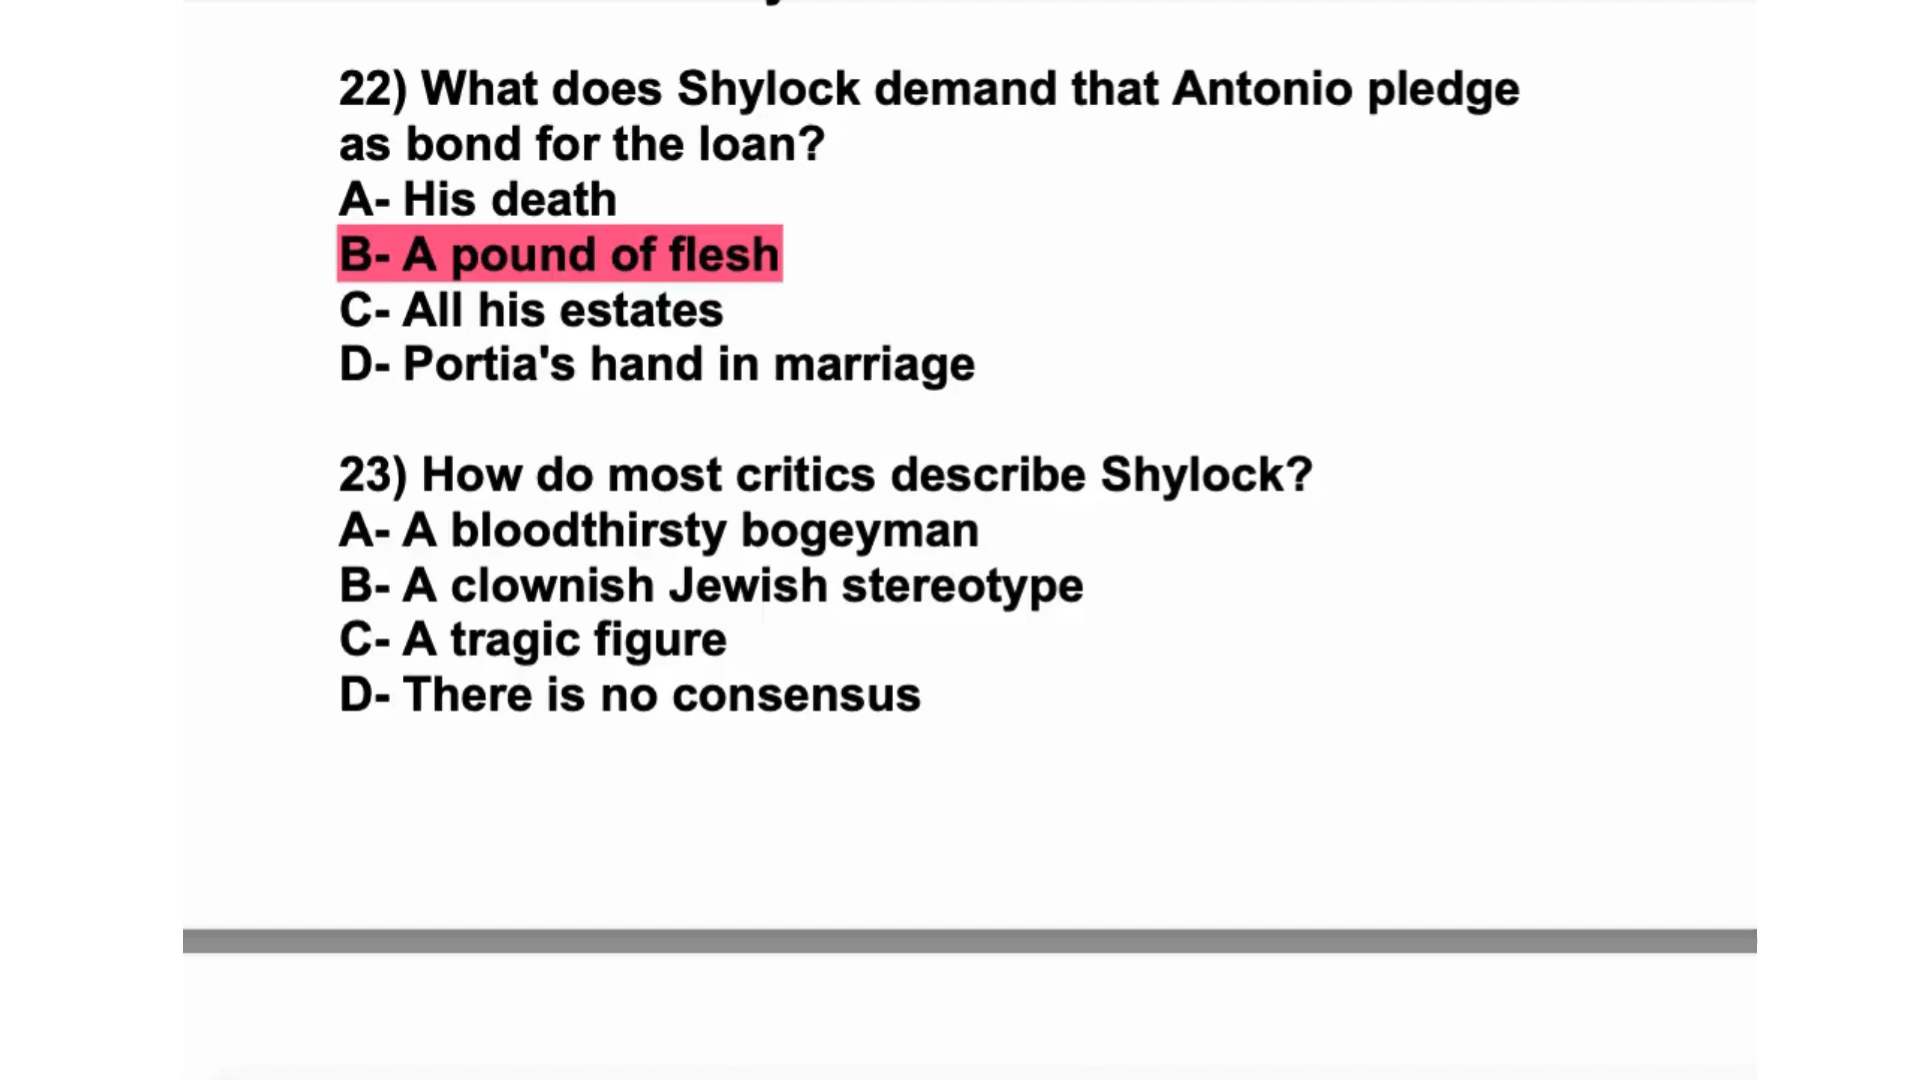 22) What does Shylock demand that Antonio pledge
as bond for the loan?
A- His death
B- A pound of flesh
C- All his estates
D- Portia's hand in marriage
23) How do most critics describe Shylock?
A- A bloodthirsty bogeyman
B- A clownish Jewish stereotype
C- A tragic figure
D- There is no consensus